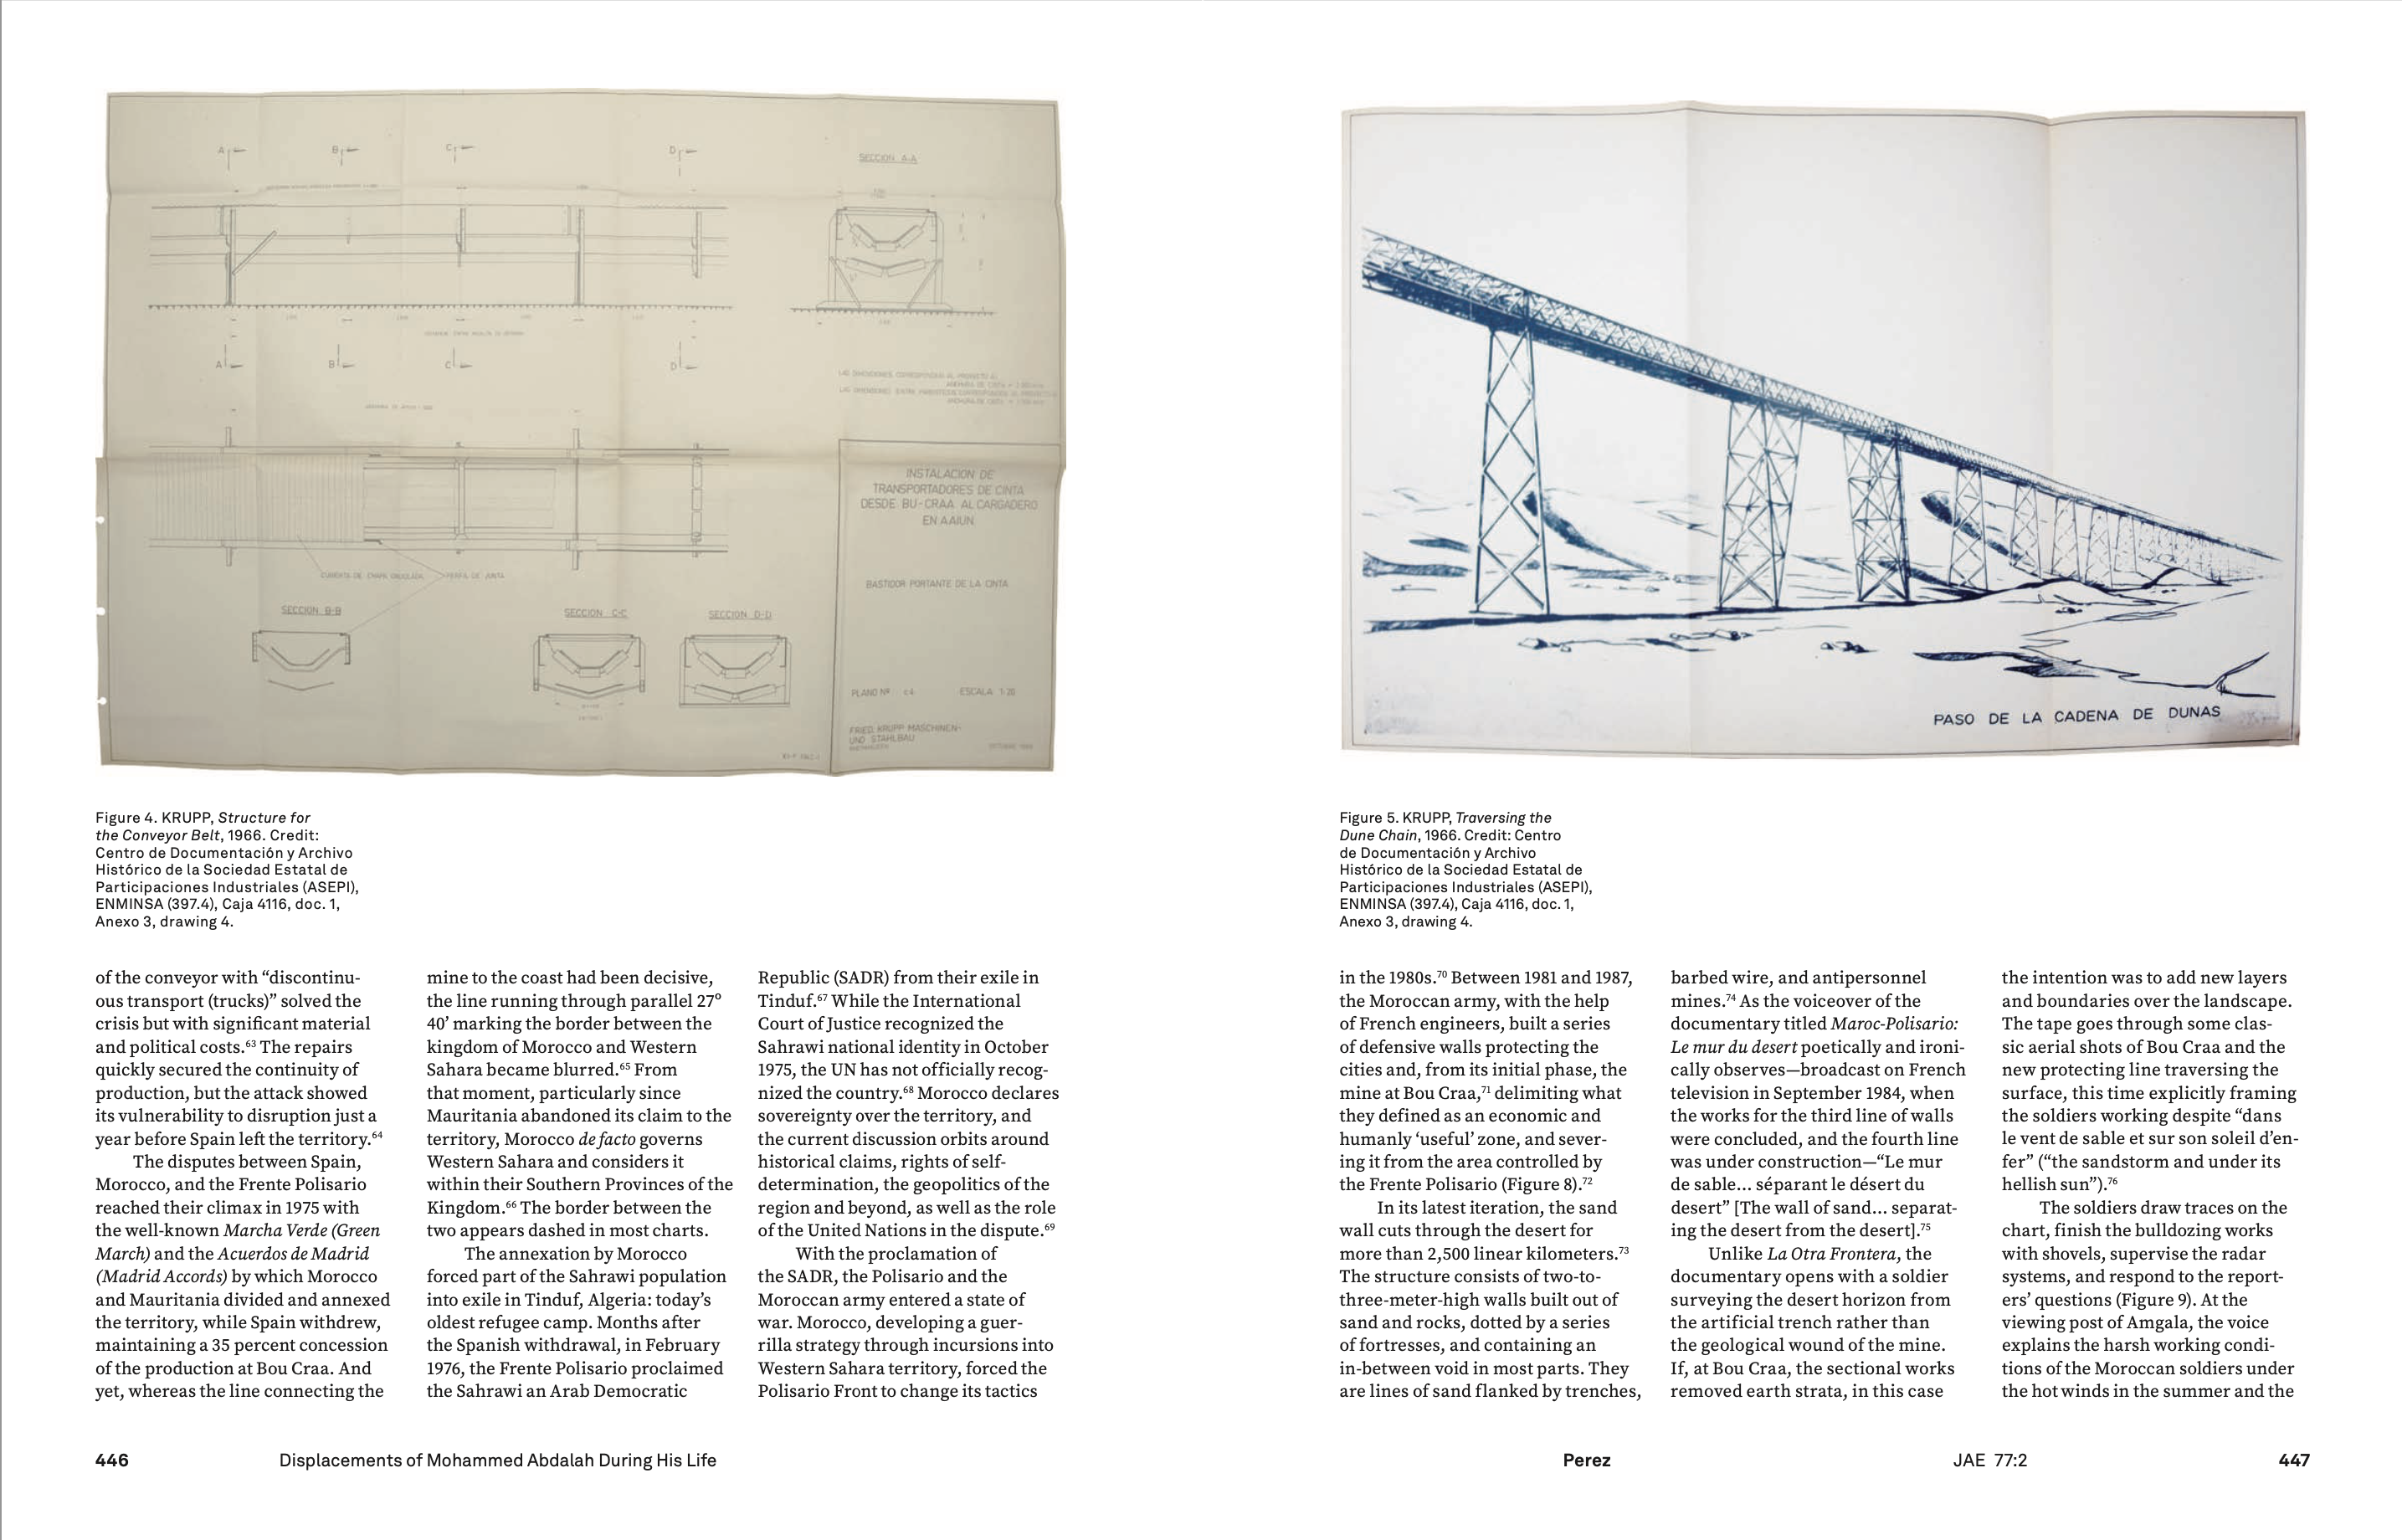 A
B
C
D
SECCION A-A
A
B
C
D
LAS DIMENSIONES CORRESPONDEN AL PROYECTO A)
INSTALACION DE
TRANSPORTADORES DE CINTA
DESDE BU-CRAA AL CARGADERO
EN AAIUN
CUBIERTA DE CHAPA ONDULADA
PERFIL DE JUNTA
BASTIDOR PORTANTE DE LA CINTA
SECCION B-B
SECCION C-C
SECCION D-D
PLANO Nº
ESCALA 1:20
FRIED. KRUPP MASCHINEN-
UND STAHLBAU
RHEINHAUSEN
OCTUBRE 1966
Figure 4. KRUPP, Structure for
the Conveyor Belt, 1966. Credit:
Centro de Documentación y Archivo
Histórico de la Sociedad Estatal de
Participaciones Industriales (ASEPI),
ENMINSA (397.4), Caja 4116, doc. 1,
Anexo 3, drawing 4.
of the conveyor with “discontinu-
ous transport (trucks)” solved the
crisis but with significant material
and political costs.63 The repairs
quickly secured the continuity of
production, but the attack showed
its vulnerability to disruption just a
year before Spain left the territory.64
The disputes between Spain,
Morocco, and the Frente Polisario
reached their climax in 1975 with
the well-known Marcha Verde (Green
March) and the Acuerdos de Madrid
(Madrid Accords) by which Morocco
and Mauritania divided and annexed
the territory, while Spain withdrew,
maintaining a 35 percent concession
of the production at Bou Craa. And
yet, whereas the line connecting the
mine to the coast had been decisive,
the line running through parallel 27º
40’ marking the border between the
kingdom of Morocco and Western
Sahara became blurred.65 From
that moment, particularly since
Mauritania abandoned its claim to the
territory, Morocco de facto governs
Western Sahara and considers it
within their Southern Provinces of the
Kingdom.66 The border between the
two appears dashed in most charts.
The annexation by Morocco
forced part of the Sahrawi population
into exile in Tinduf, Algeria: today’s
oldest refugee camp. Months after
the Spanish withdrawal, in February
1976, the Frente Polisario proclaimed
the Sahrawi an Arab Democratic
Republic (SADR) from their exile in
Tinduf.67 While the International
Court of Justice recognized the
Sahrawi national identity in October
1975, the UN has not officially recog-
nized the country.68 Morocco declares
sovereignty over the territory, and
the current discussion orbits around
historical claims, rights of self-
determination, the geopolitics of the
region and beyond, as well as the role
of the United Nations in the dispute.69
With the proclamation of
the SADR, the Polisario and the
Moroccan army entered a state of
war. Morocco, developing a guer-
rilla strategy through incursions into
Western Sahara territory, forced the
Polisario Front to change its tactics
446
Displacements of Mohammed Abdalah During His Life
PASO DE LA CADENA DE DUNAS
Figure 5. KRUPP, Traversing the
Dune Chain, 1966. Credit: Centro
de Documentación y Archivo
Histórico de la Sociedad Estatal de
Participaciones Industriales (ASEPI),
ENMINSA (397.4), Caja 4116, doc. 1,
Anexo 3, drawing 4.
in the 1980s.70 Between 1981 and 1987,
the Moroccan army, with the help
of French engineers, built a series
of defensive walls protecting the
cities and, from its initial phase, the
mine at Bou Craa,71 delimiting what
they defined as an economic and
humanly ‘useful’ zone, and sever-
ing it from the area controlled by
the Frente Polisario (Figure 8).72
In its latest iteration, the sand
wall cuts through the desert for
more than 2,500 linear kilometers.73
The structure consists of two-to-
three-meter-high walls built out of
sand and rocks, dotted by a series
of fortresses, and containing an
in-between void in most parts. They
are lines of sand flanked by trenches,
barbed wire, and antipersonnel
mines.74 As the voiceover of the
documentary titled Maroc-Polisario:
Le mur du desert poetically and ironi-
cally observes—broadcast on French
television in September 1984, when
the works for the third line of walls
were concluded, and the fourth line
was under construction—“Le mur
de sable... séparant le désert du
desert” [The wall of sand... separat-
ing the desert from the desert].75
Unlike La Otra Frontera, the
documentary opens with a soldier
surveying the desert horizon from
the artificial trench rather than
the geological wound of the mine.
If, at Bou Craa, the sectional works
removed earth strata, in this case
the intention was to add new layers
and boundaries over the landscape.
The tape goes through some clas-
sic aerial shots of Bou Craa and the
new protecting line traversing the
surface, this time explicitly framing
the soldiers working despite “dans
le vent de sable et sur son soleil d’en-
fer” (“the sandstorm and under its
hellish sun”).76
The soldiers draw traces on the
chart, finish the bulldozing works
with shovels, supervise the radar
systems, and respond to the report-
ers’ questions (Figure 9). At the
viewing post of Amgala, the voice
explains the harsh working condi-
tions of the Moroccan soldiers under
the hot winds in the summer and the
Perez
JAE 77:2
447